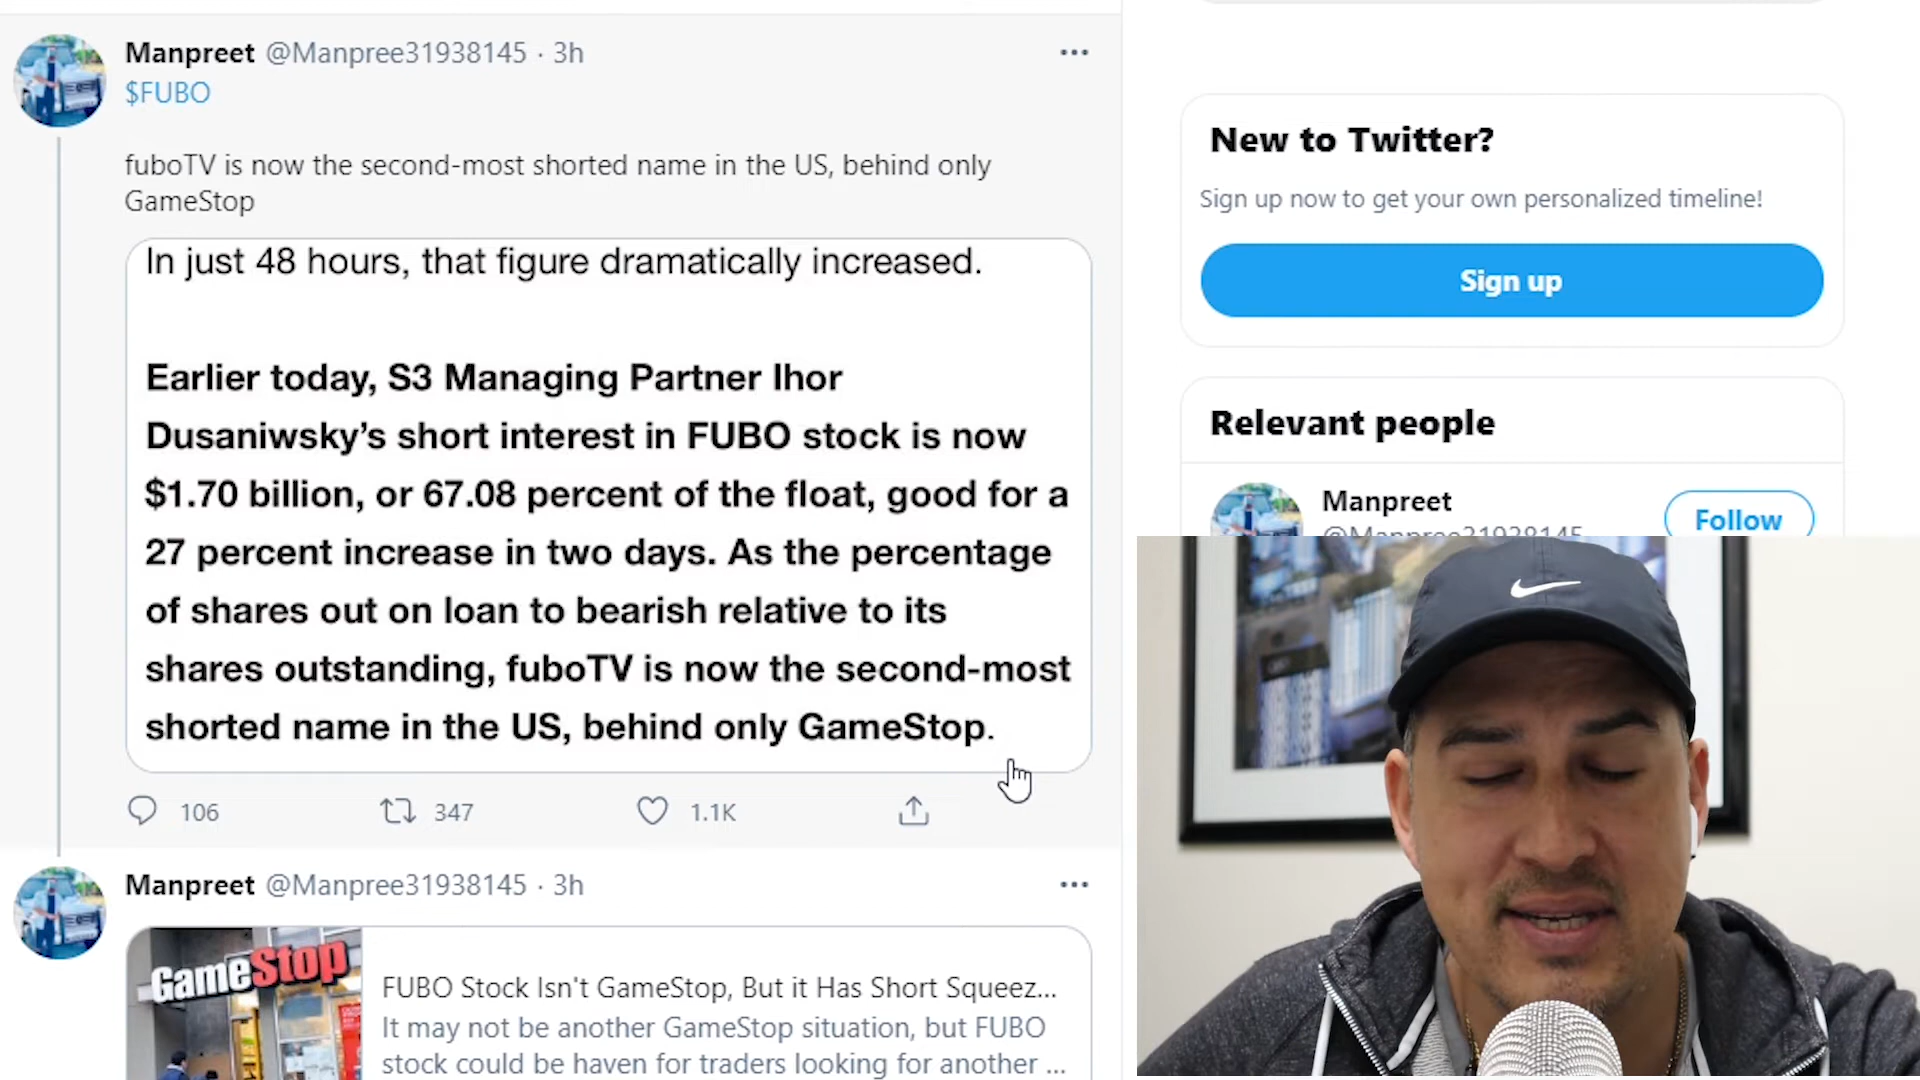 Manpreet @Manpree31938145 · 3h
$FUBO
fuboTV is now the second-most shorted name in the US, behind only
GameStop
In just 48 hours, that figure dramatically increased.
Earlier today, S3 Managing Partner Ihor
Dusaniwsky's short interest in FUBO stock is now
$1.70 billion, or 67.08 percent of the float, good for a
27 percent increase in two days. As the percentage
of shares out on loan to bearish relative to its
shares outstanding, fuboTV is now the second-most
shorted name in the US, behind only GameStop.
106 347 1.1K
Manpreet @Manpree31938145 · 3h
GameStop
FUBO Stock Isn't GameStop, But it Has Short Squeez...
It may not be another GameStop situation, but FUBO
stock could be haven for traders looking for another ...
New to Twitter?
Sign up now to get your own personalized timeline!
Sign up
Relevant people
Manpreet
@Manpree31938145
Follow